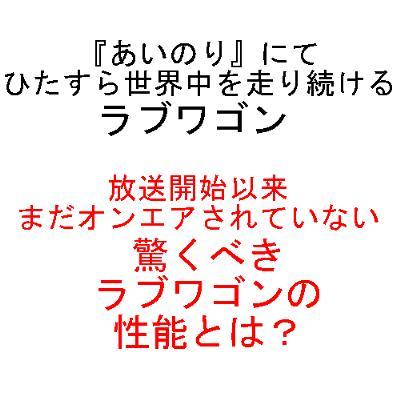 『あいのり』にて
ひたすら世界中を走り続ける
ラブワゴン
放送開始以来
まだオンエアされていない
驚くべき
ラブワゴンの
性能とは？